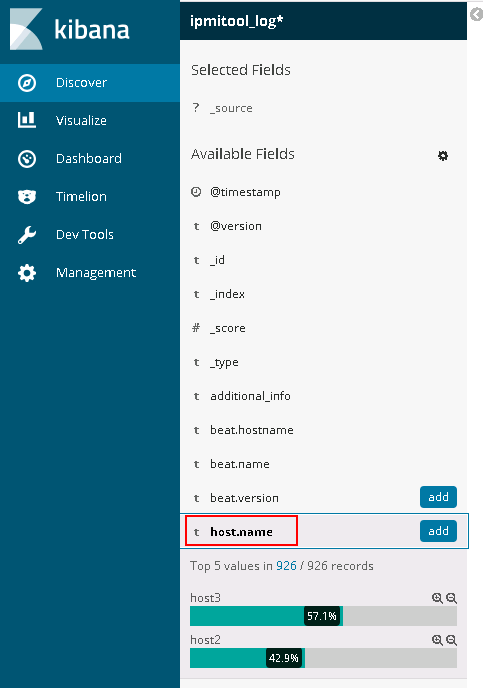 kibana
Discover
Visualize
Dashboard
Timelion
Dev Tools
Management
ipmitool_log*
Selected Fields
? _source
Available Fields
@timestamp
t @version
t _id
t _index
# _score
t _type
t additional_info
t beat.hostname
t beat.name
t beat.version add
t host.name add
Top 5 values in 926 / 926 records
host3
57.1%
host2
42.9%